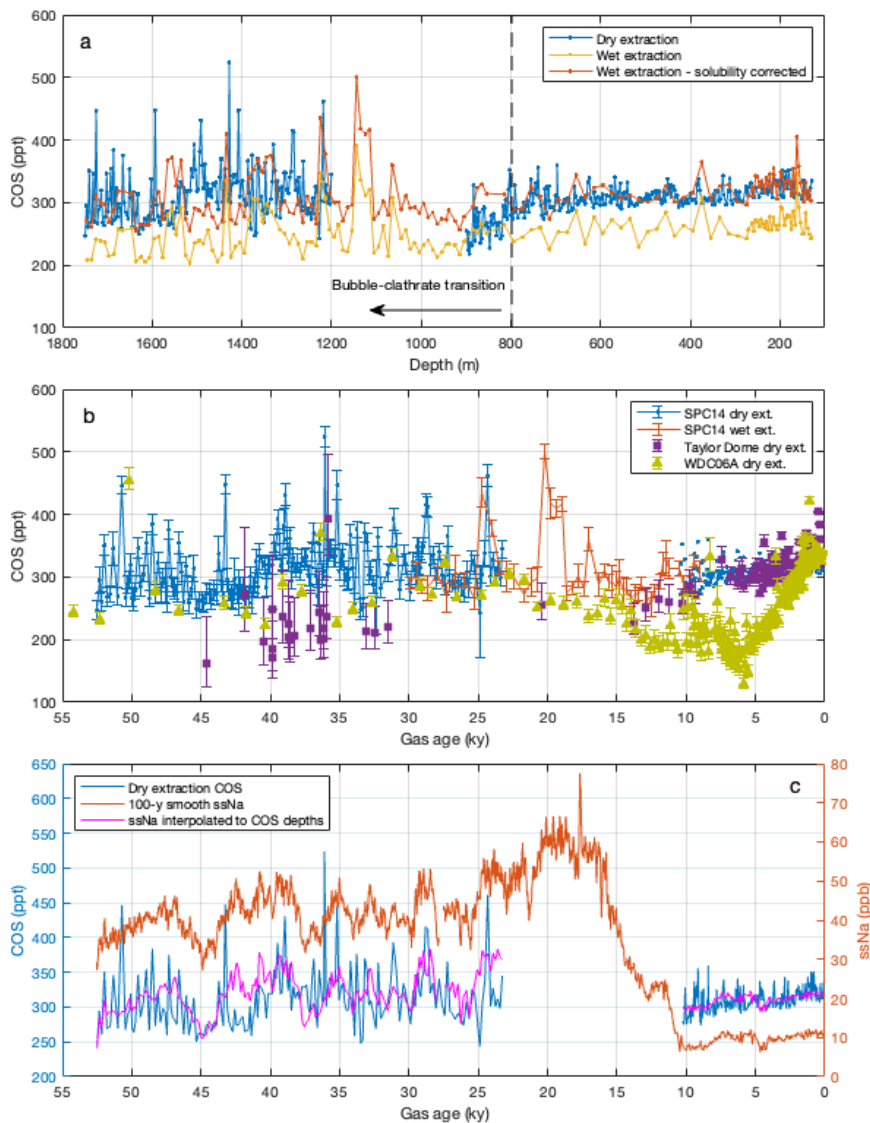 a
Dry extraction
Wet extraction
Wet extraction - solubility corrected
600
500
400
300
200
100
COS (ppt)
Bubble-clathrate transition
1800 1600 1400 1200 1000 800 600 400 200
Depth (m)
b
SPC14 dry ext.
SPC14 wet ext.
Taylor Dome dry ext.
WDC06A dry ext.
600
500
400
300
200
100
COS (ppt)
55 50 45 40 35 30 25 20 15 10 5 0
Gas age (ky)
c
Dry extraction COS
100-y smooth ssNa
ssNa interpolated to COS depths
650
600
550
500
450
400
350
300
250
200
COS (ppt)
80
70
60
50
40
30
20
10
0
ssNa (ppb)
55 50 45 40 35 30 25 20 15 10 5 0
Gas age (ky)